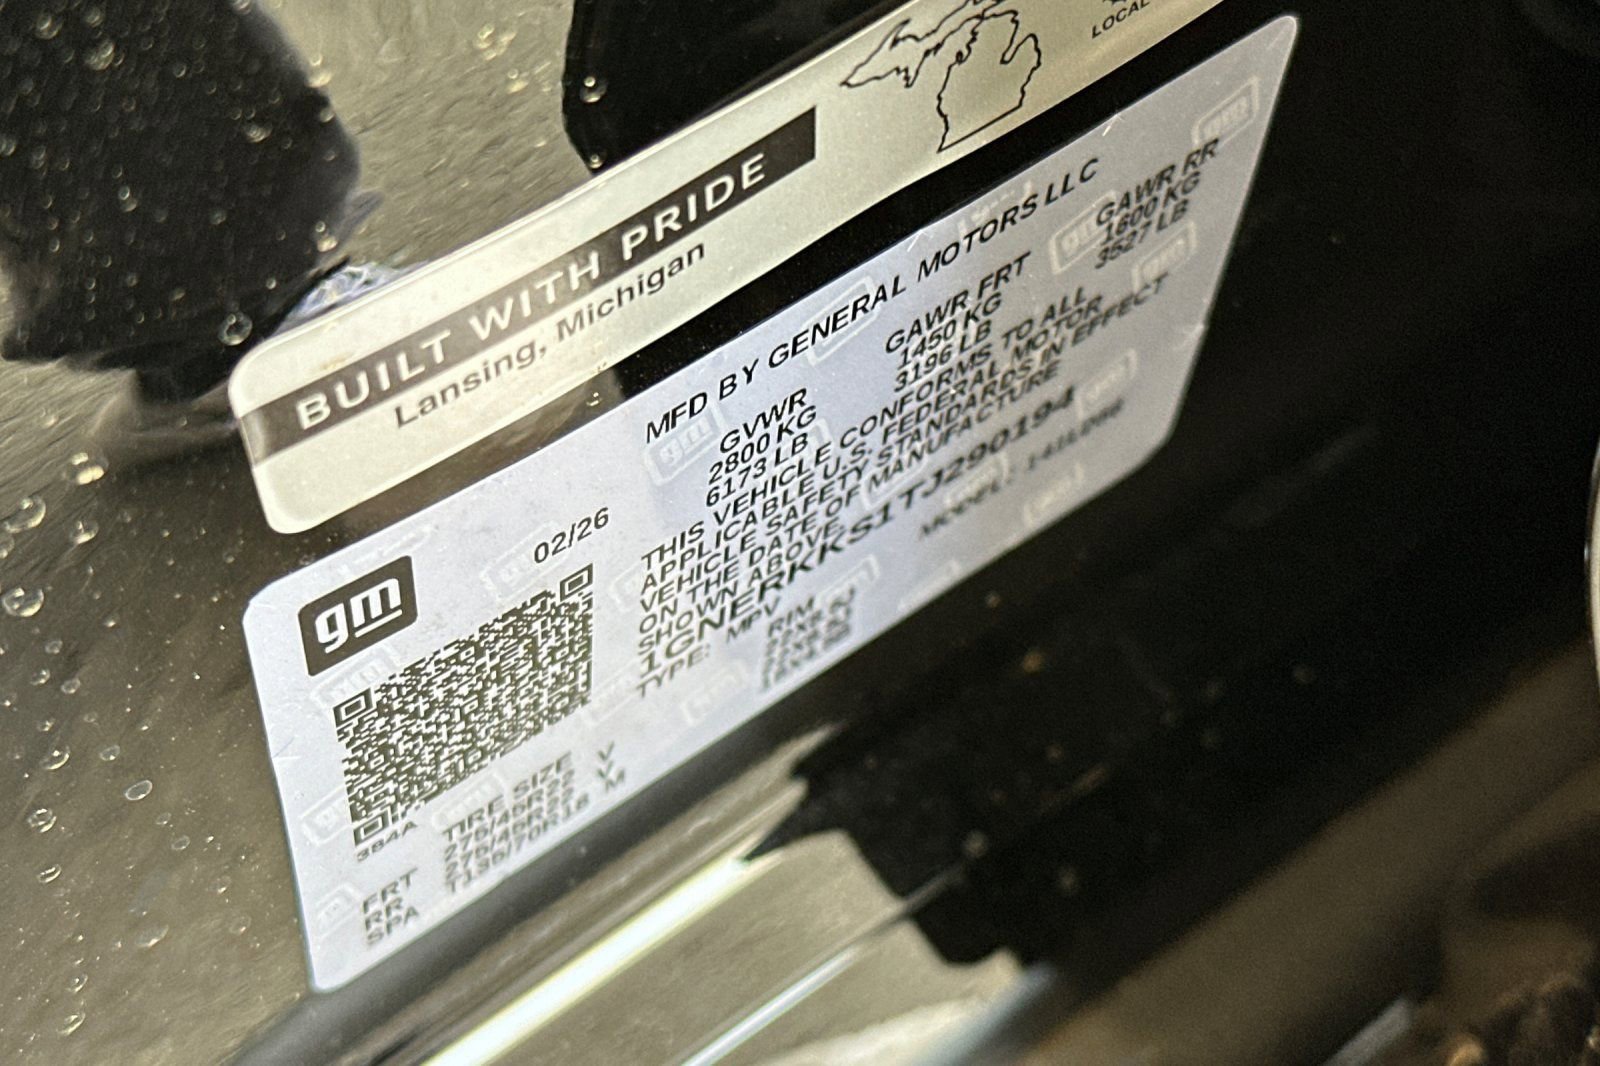 LOCAL
BUILT WITH PRIDE
Lansing, Michigan
MFD BY GENERAL MOTORS LLC
gm
02/26
GVWR GAWR FRT GAWR RR
2800 KG 1450 KG 1600 KG
6173 LB 3196 LB 3527 LB
THIS VEHICLE CONFORMS TO ALL
APPLICABLE U.S. FEDERAL MOTOR
VEHICLE SAFETY STANDARDS IN EFFECT
ON THE DATE OF MANUFACTURE
SHOWN ABOVE.
1GNERKKS1TJ290194
TYPE: MPV MODEL:
384A
TIRE SIZE V RIM
FRT 275/45R22 V
RR 275/45R22 V
SPA T135/70R18 M